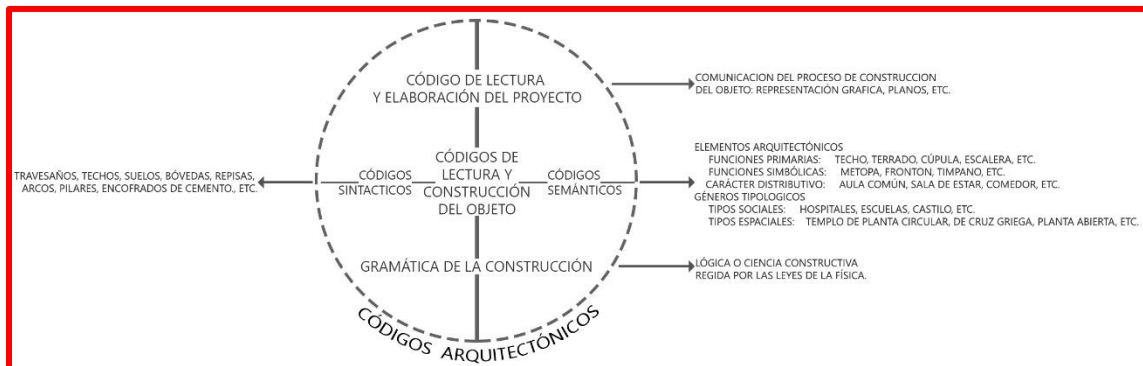 CÓDIGO DE LECTURA
Y ELABORACIÓN DEL PROYECTO
COMUNICACION DEL PROCESO DE CONSTRUCCION
DEL OBJETO: REPRESENTACIÓN GRAFICA, PLANOS, ETC.
TRAVESAÑOS, TECHOS, SUELOS, BÓVEDAS, REPISAS,
ARCOS, PILARES, ENCOFRADOS DE CEMENTO., ETC.
CÓDIGOS
SINTACTICOS
CÓDIGOS DE
LECTURA Y
CONSTRUCCIÓN
DEL OBJETO
CÓDIGOS
SEMÁNTICOS
ELEMENTOS ARQUITECTÓNICOS
FUNCIONES PRIMARIAS: TECHO, TERRADO, CÚPULA, ESCALERA, ETC.
FUNCIONES SIMBÓLICAS: METOPA, FRONTON, TIMPANO, ETC.
CARÁCTER DISTRIBUTIVO: AULA COMÚN, SALA DE ESTAR, COMEDOR, ETC.
GÉNEROS TIPOLOGICOS
TIPOS SOCIALES: HOSPITALES, ESCUELAS, CASTILO, ETC.
TIPOS ESPACIALES: TEMPLO DE PLANTA CIRCULAR, DE CRUZ GRIEGA, PLANTA ABIERTA, ETC.
GRAMÁTICA DE LA CONSTRUCCIÓN
LÓGICA O CIENCIA CONSTRUCTIVA
REGIDA POR LAS LEYES DE LA FÍSICA.
CÓDIGOS ARQUITECTÓNICOS